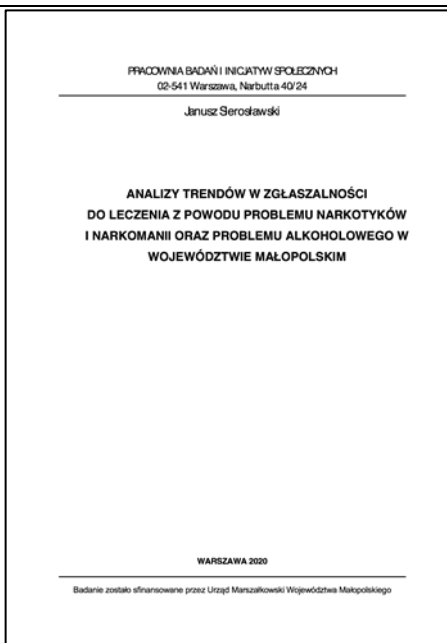 PRACOWNIA BADAŃ I INICJATYW SPOŁECZNYCH
02-541 Warszawa, Narbutta 40/24
Janusz Sierosławski
ANALIZY TRENDÓW W ZGŁASZALNOŚCI
DO LECZENIA Z POWODU PROBLEMU NARKOTYKÓW
I NARKOMANII ORAZ PROBLEMU ALKOHOLOWEGO W
WOJEWÓDZTWIE MAŁOPOLSKIM
WARSZAWA 2020
Badanie zostało sfinansowane przez Urząd Marszałkowski Województwa Małopolskiego